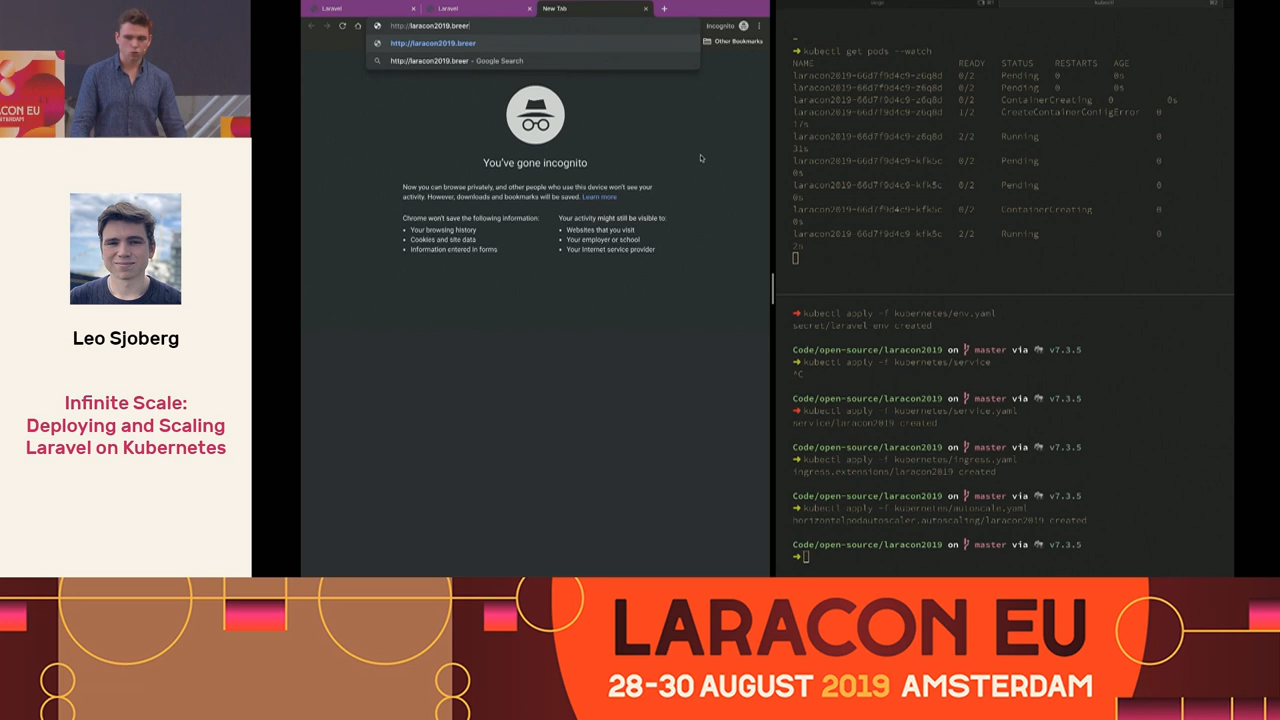 ACON EU
AMSTERDAM
Leo Sjoberg
Infinite Scale:
Deploying and Scaling
Laravel on Kubernetes
Laravel
Laravel
New Tab
http://laracon2019.breer
Incognito
http://laracon2019.breer
http://laracon2019.breer - Google Search
Other Bookmarks
You've gone incognito
Now you can browse privately, and other people who use this device won't see your
activity. However, downloads and bookmarks will be saved. Learn more
Chrome won't save the following information:
• Your browsing history
• Cookies and site data
• Information entered in forms
Your activity might still be visible to:
• Websites that you visit
• Your employer or school
• Your internet service provider
kubectl
➜ kubectl get pods --watch
NAME READY STATUS RESTARTS AGE
laracon2019-66d7f9d4c9-z6q8d 0/2 Pending 0 0s
laracon2019-66d7f9d4c9-z6q8d 0/2 Pending 0 0s
laracon2019-66d7f9d4c9-z6q8d 0/2 ContainerCreating 0 0s
laracon2019-66d7f9d4c9-z6q8d 1/2 CreateContainerConfigError 0
17s
laracon2019-66d7f9d4c9-z6q8d 2/2 Running 0
31s
laracon2019-66d7f9d4c9-kfk5c 0/2 Pending 0
0s
laracon2019-66d7f9d4c9-kfk5c 0/2 Pending 0
0s
laracon2019-66d7f9d4c9-kfk5c 0/2 ContainerCreating 0
0s
laracon2019-66d7f9d4c9-kfk5c 2/2 Running 0
2s
➜ kubectl apply -f kubernetes/env.yaml
secret/laravel env created
Code/open-source/laracon2019 on master via 🐘 v7.3.5
➜ kubectl apply -f kubernetes/service
^C
Code/open-source/laracon2019 on master via 🐘 v7.3.5
➜ kubectl apply -f kubernetes/service.yaml
service/laracon2019 created
Code/open-source/laracon2019 on master via 🐘 v7.3.5
➜ kubectl apply -f kubernetes/ingress.yaml
ingress.extensions/laracon2019 created
Code/open-source/laracon2019 on master via 🐘 v7.3.5
➜ kubectl apply -f kubernetes/autoscale.yaml
horizontalpodautoscaler.autoscaling/laracon2019 created
Code/open-source/laracon2019 on master via 🐘 v7.3.5
➜
LARACON EU
28-30 AUGUST 2019 AMSTERDAM